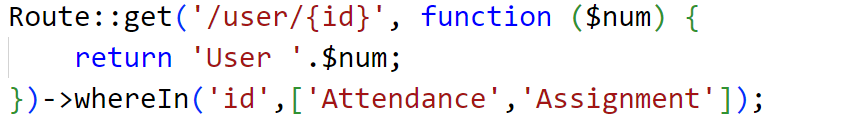 Route::get('/user/{id}', function ($num) {
    return 'User '.$num;
})->whereIn('id',['Attendance','Assignment']);